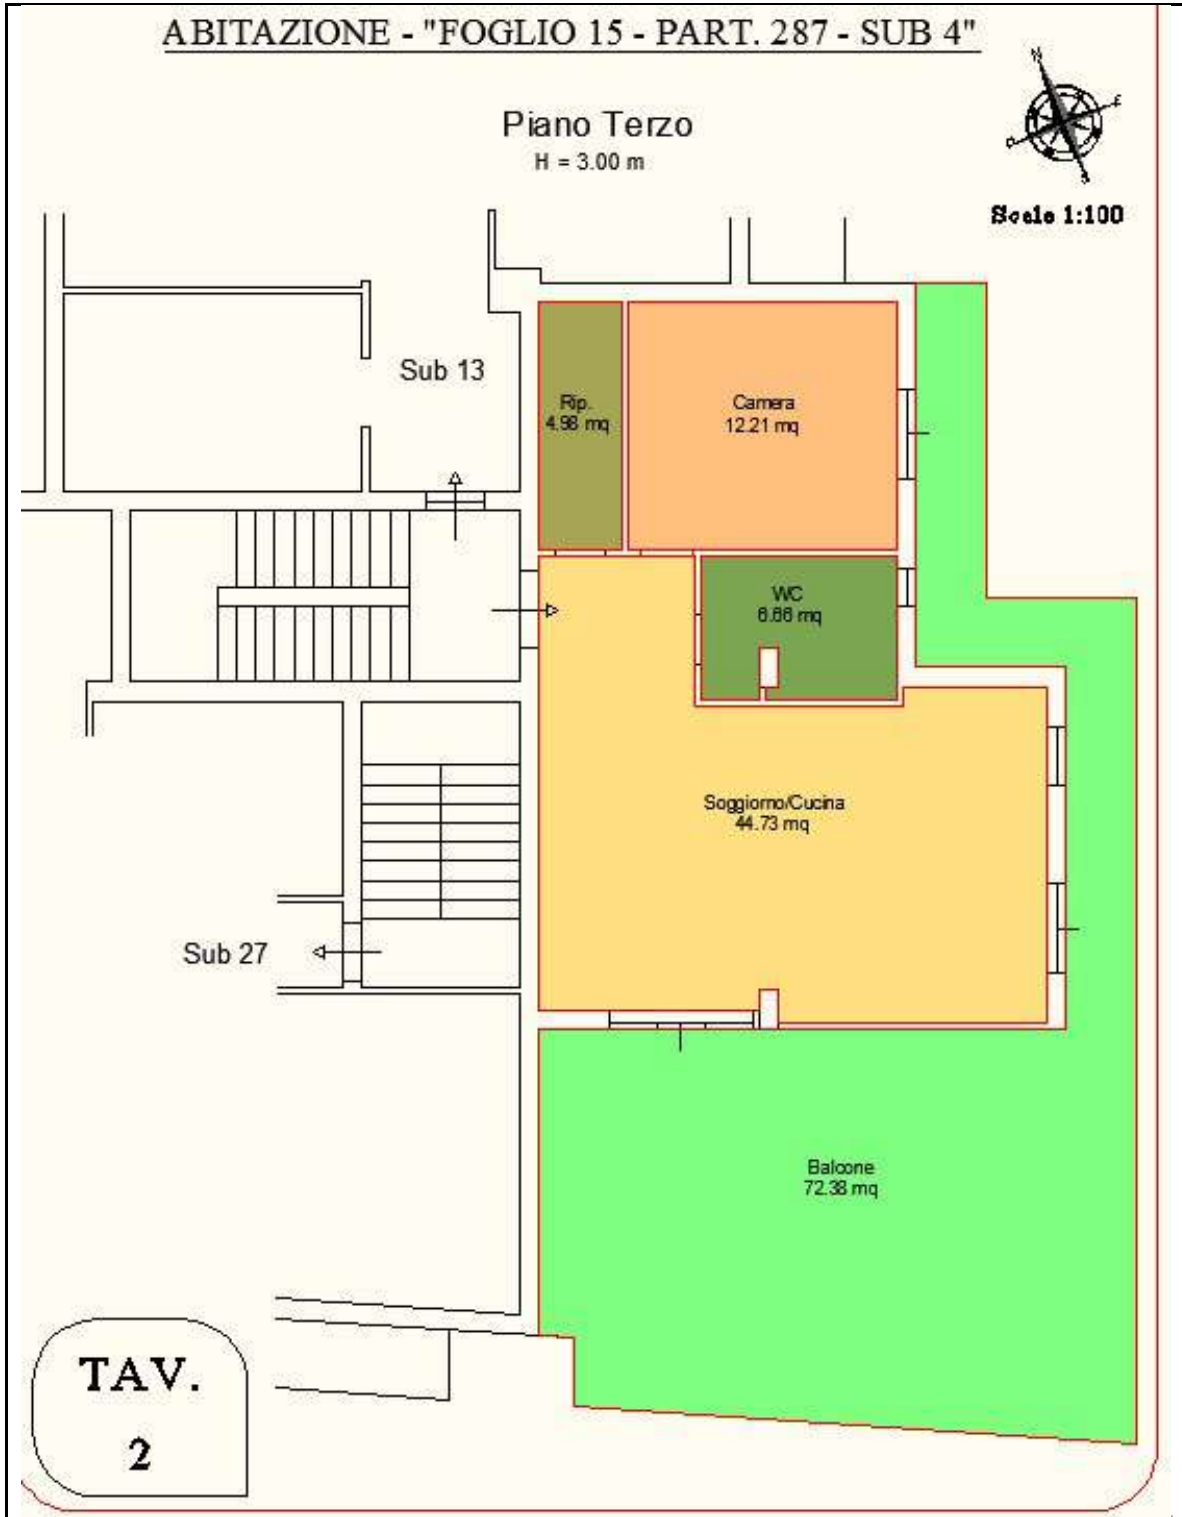 ABITAZIONE - "FOGLIO 15 - PART. 287 - SUB 4"
N
E
O
S
Piano Terzo
H = 3.00 m
Scale 1:100
Sub 13
Rip.
4.98 mq
Camera
12.21 mq
WC
6.66 mq
Soggiorno/Cucina
44.73 mq
Sub 27
Balcone
72.38 mq
TAV.
2